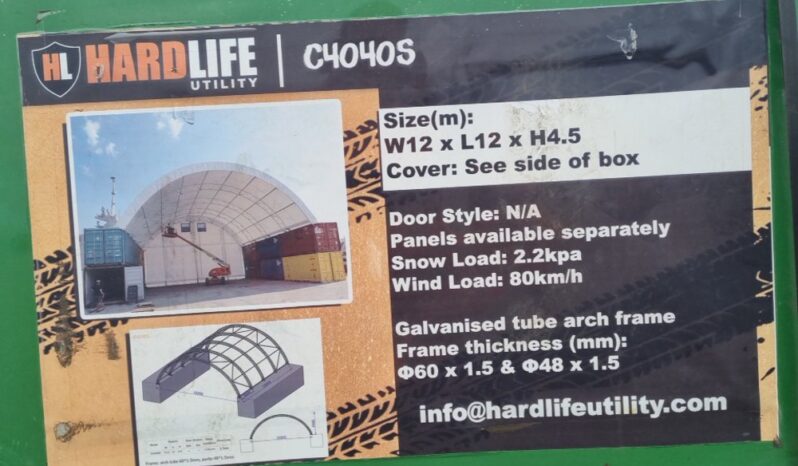 HL HARDLIFE
UTILITY
C4040S
Size(m):
W12 x L12 x H4.5
Cover: See side of box
Door Style: N/A
Panels available separately
Snow Load: 2.2kpa
Wind Load: 80km/h
Galvanised tube arch frame
Frame thickness (mm):
Φ60 x 1.5 & Φ48 x 1.5
info@hardlifeutility.com